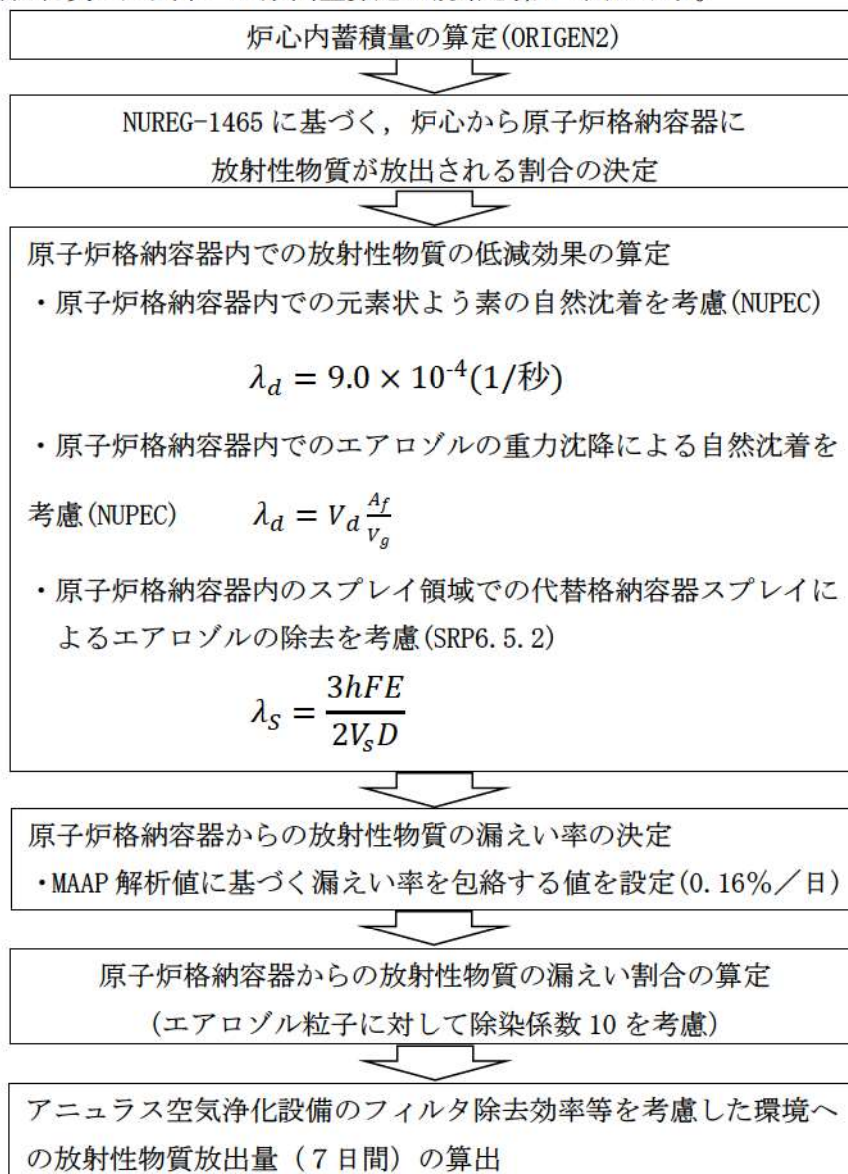 炉心内蓄積量の算定(ORIGEN2)
NUREG-1465 に基づく，炉心から原子炉格納容器に
放射性物質が放出される割合の決定
原子炉格納容器内での放射性物質の低減効果の算定
・原子炉格納容器内での元素状よう素の自然沈着を考慮(NUPEC)
λ_d = 9.0 × 10^-4(1/秒)
・原子炉格納容器内でのエアロゾルの重力沈降による自然沈着を
考慮(NUPEC) λ_d = V_d A_f/V_g
・原子炉格納容器内のスプレイ領域での代替格納容器スプレイに
よるエアロゾルの除去を考慮(SRP6.5.2)
λ_S = 3hFE/2V_sD
原子炉格納容器からの放射性物質の漏えい率の決定
・MAAP 解析値に基づく漏えい率を包絡する値を設定(0.16％／日)
原子炉格納容器からの放射性物質の漏えい割合の算定
(エアロゾル粒子に対して除染係数 10 を考慮)
アニュラス空気浄化設備のフィルタ除去効率等を考慮した環境へ
の放射性物質放出量（７日間）の算出